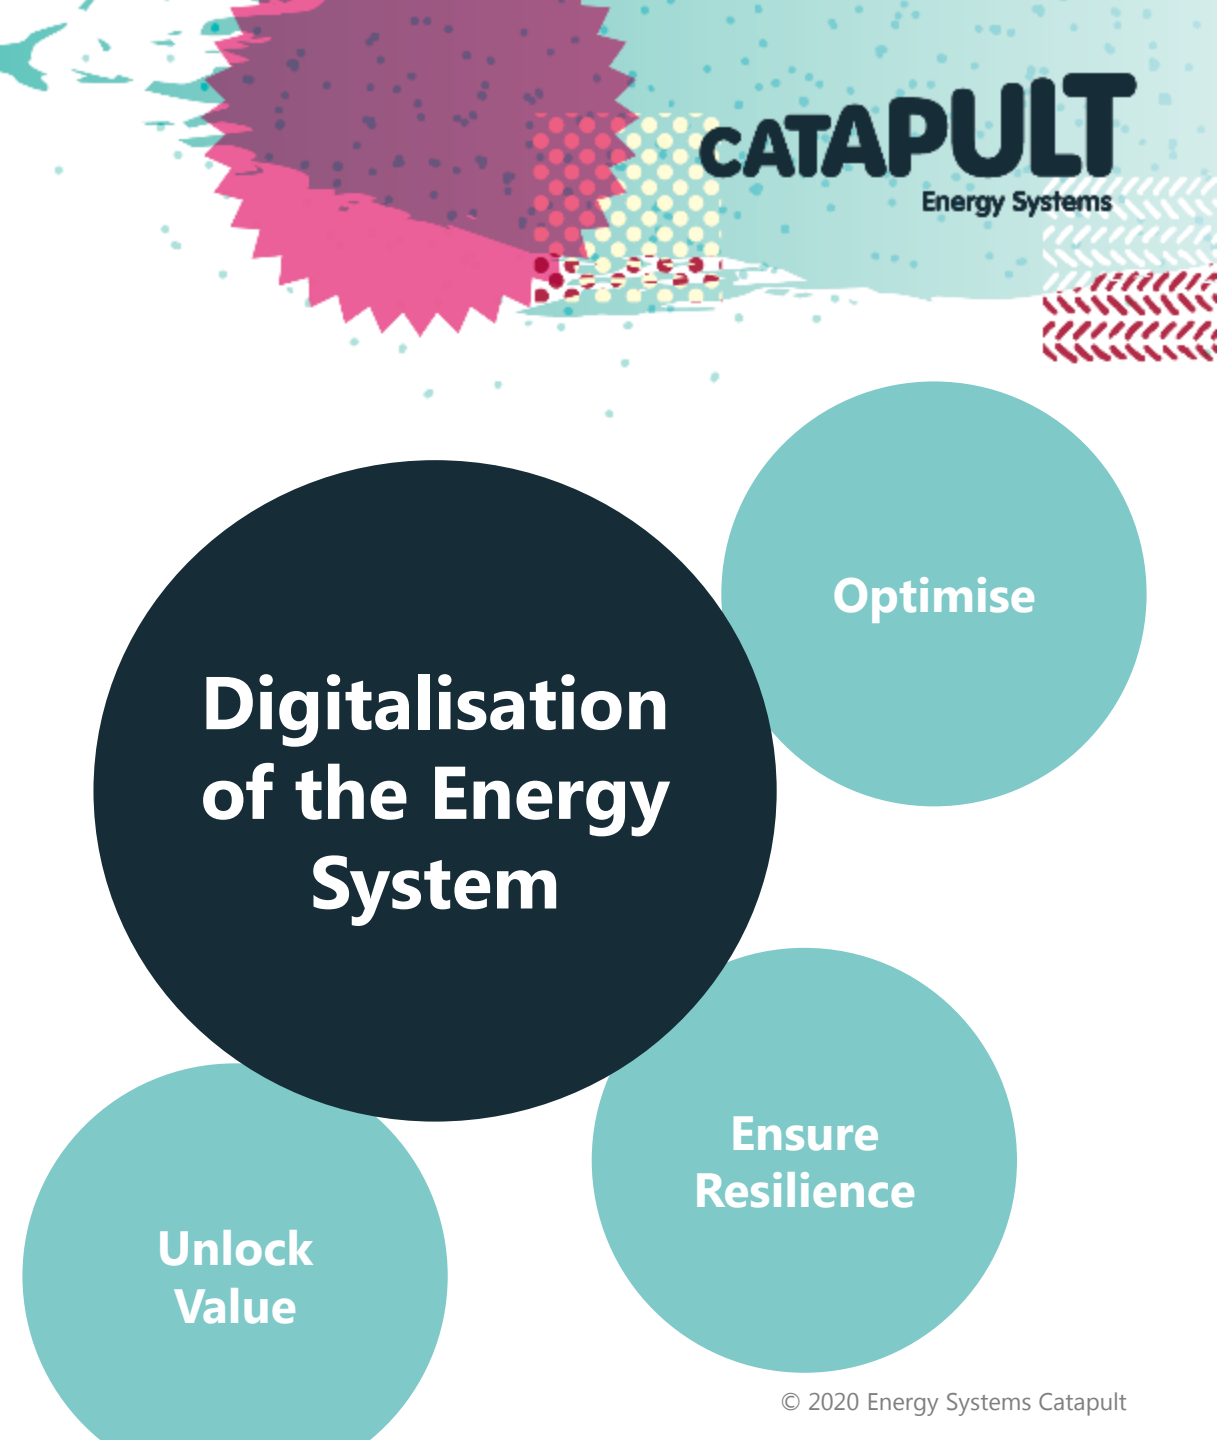 CATAPULT
Energy Systems
Optimise
Digitalisation
of the Energy
System
Ensure
Resilience
Unlock
Value
© 2020 Energy Systems Catapult